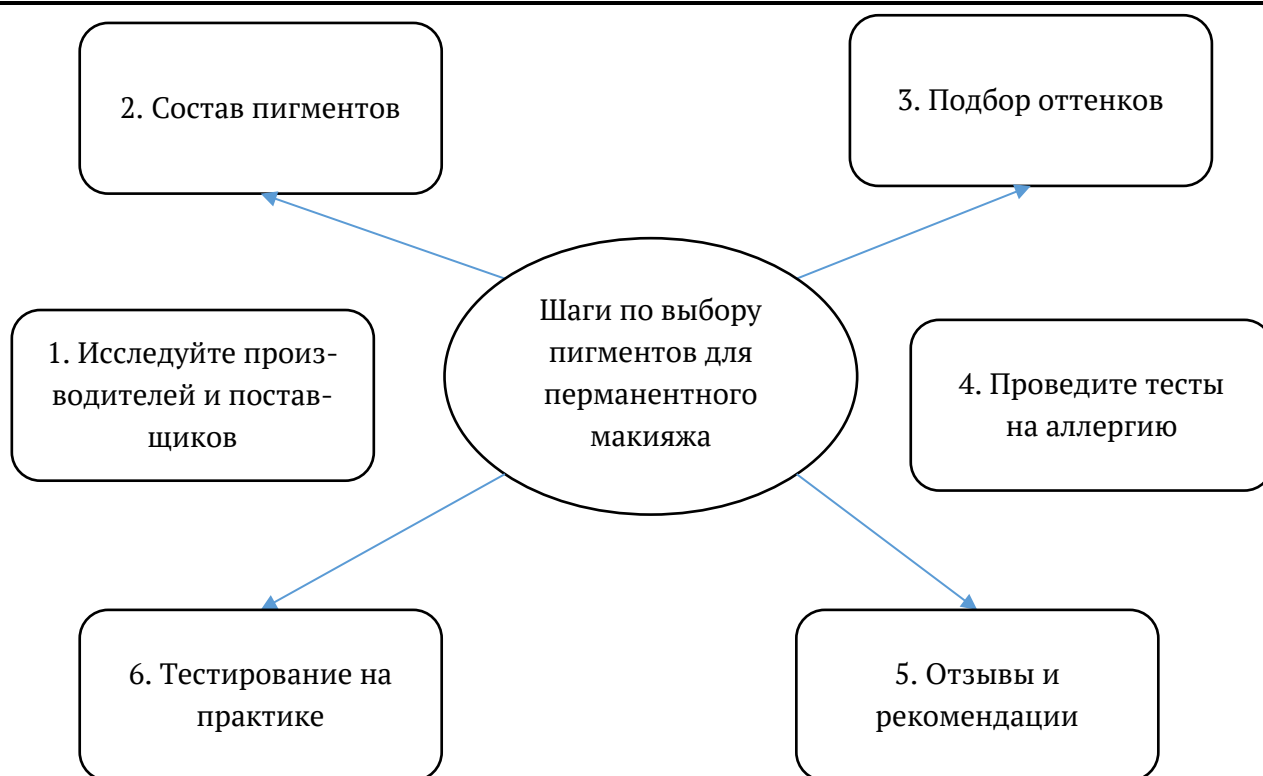 2. Состав пигментов
3. Подбор оттенков
Шаги по выбору
пигментов для
перманентного
макияжа
1. Исследуйте произ-
водителей и постав-
щиков
4. Проведите тесты
на аллергию
6. Тестирование на
практике
5. Отзывы и
рекомендации